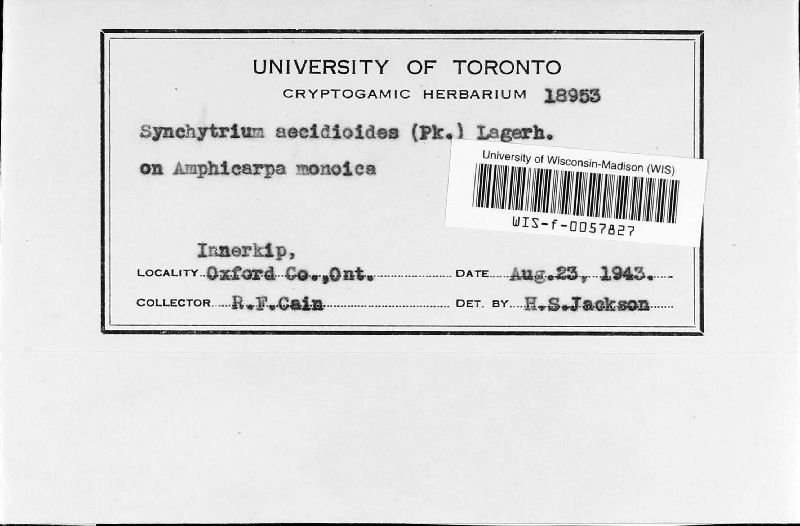 UNIVERSITY OF TORONTO
CRYPTOGAMIC HERBARIUM 18953
Synchytrium aecidioides (Pk.) Lagerh.
on Amphicarpa monoica
University of Wisconsin-Madison (WIS)
WIS-f-0057827
Innerkip,
LOCALITY Oxford Co., Ont. DATE Aug. 23, 1943.
COLLECTOR R.F.Cain DET. BY H.S.Jackson